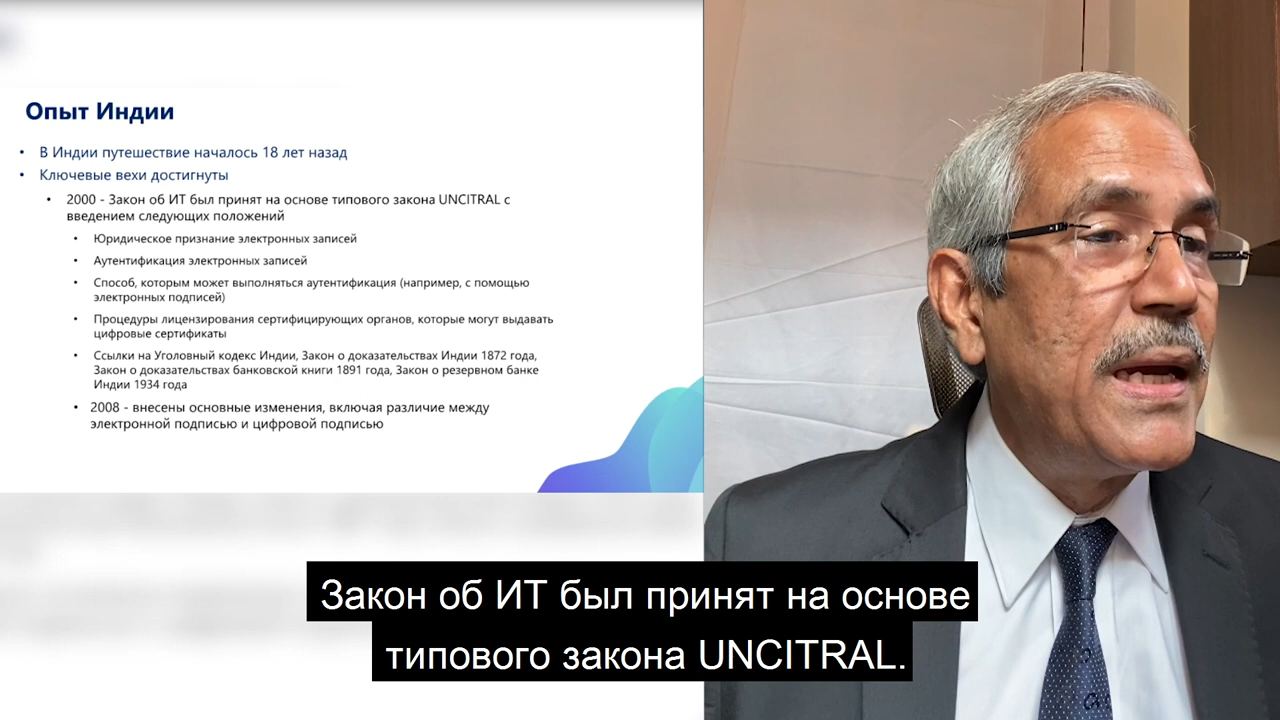 Опыт Индии
• В Индии путешествие началось 18 лет назад
• Ключевые вехи достигнуты
• 2000 - Закон об ИТ был принят на основе типового закона UNCITRAL с
введением следующих положений
• Юридическое признание электронных записей
• Аутентификация электронных записей
• Способ, которым может выполняться аутентификация (например, с помощью
электронных подписей)
• Процедуры лицензирования сертифицирующих органов, которые могут выдавать
цифровые сертификаты
• Ссылки на Уголовный кодекс Индии, Закон о доказательствах Индии 1872 года,
Закон о доказательствах банковской книги 1891 года, Закон о резервном банке
Индии 1934 года
• 2008 - внесены основные изменения, включая различие между
электронной подписью и цифровой подписью
Закон об ИТ был принят на основе
типового закона UNCITRAL.